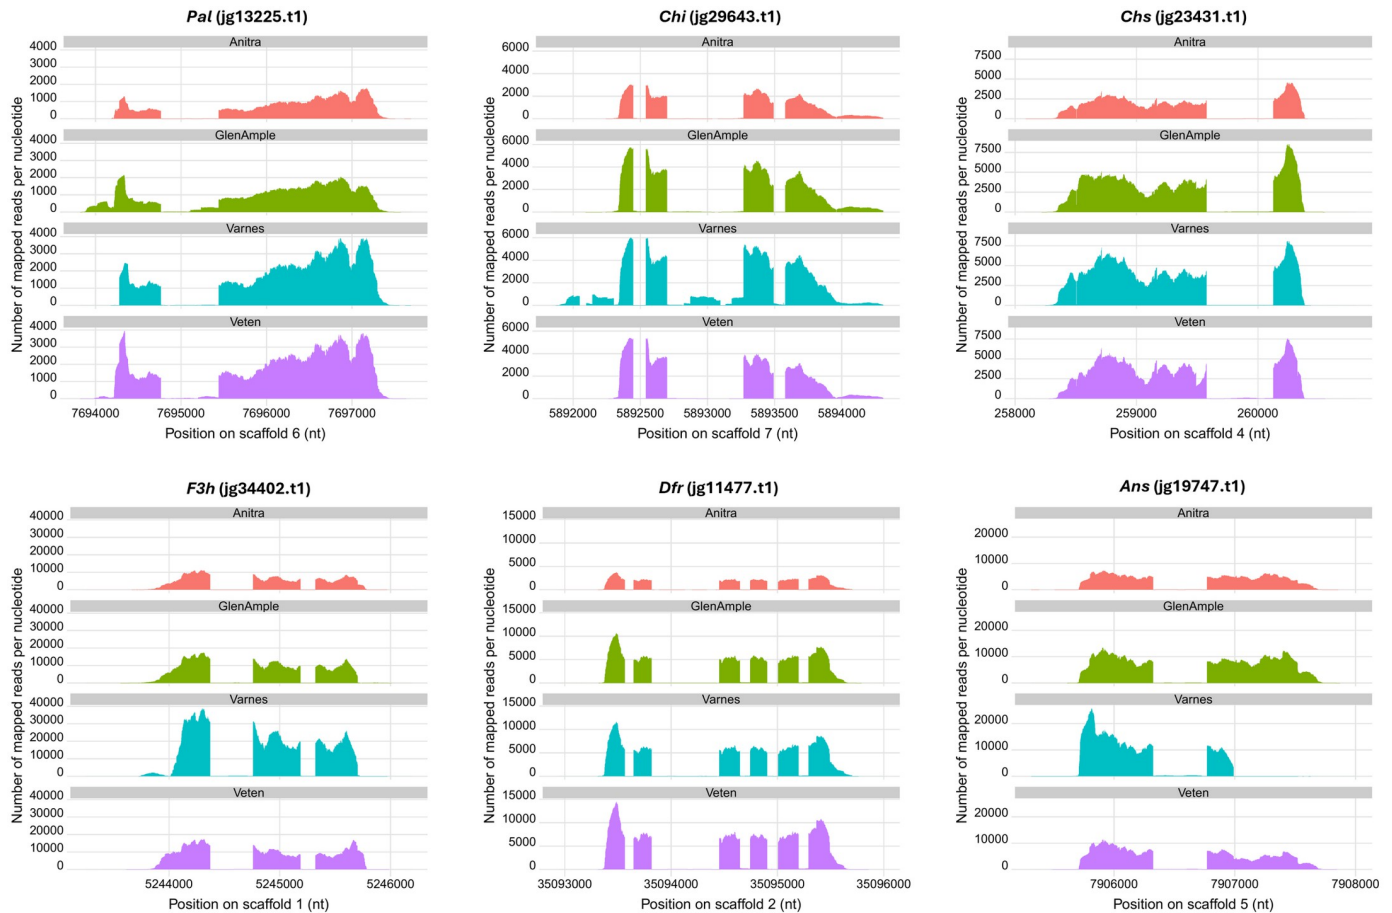 Pal (jg13225.t1)
Number of mapped reads per nucleotide
Anitra
4000
3000
2000
1000
0
GlenAmple
4000
3000
2000
1000
0
Varnes
4000
3000
2000
1000
0
Veten
4000
3000
2000
1000
0
7694000 7695000 7696000 7697000
Position on scaffold 6 (nt)
Chi (jg29643.t1)
Number of mapped reads per nucleotide
Anitra
6000
4000
2000
0
GlenAmple
6000
4000
2000
0
Varnes
6000
4000
2000
0
Veten
6000
4000
2000
0
5892000 5892500 5893000 5893500 5894000
Position on scaffold 7 (nt)
Chs (jg23431.t1)
Number of mapped reads per nucleotide
Anitra
7500
5000
2500
0
GlenAmple
7500
5000
2500
0
Varnes
7500
5000
2500
0
Veten
7500
5000
2500
0
258000 259000 260000
Position on scaffold 4 (nt)
F3h (jg34402.t1)
Number of mapped reads per nucleotide
Anitra
40000
30000
20000
10000
0
GlenAmple
40000
30000
20000
10000
0
Varnes
40000
30000
20000
10000
0
Veten
40000
30000
20000
10000
0
5244000 5245000 5246000
Position on scaffold 1 (nt)
Dfr (jg11477.t1)
Number of mapped reads per nucleotide
Anitra
15000
10000
5000
0
GlenAmple
15000
10000
5000
0
Varnes
15000
10000
5000
0
Veten
15000
10000
5000
0
35093000 35094000 35095000 35096000
Position on scaffold 2 (nt)
Ans (jg19747.t1)
Number of mapped reads per nucleotide
Anitra
20000
10000
0
GlenAmple
20000
10000
0
Varnes
20000
10000
0
Veten
20000
10000
0
7906000 7907000 7908000
Position on scaffold 5 (nt)